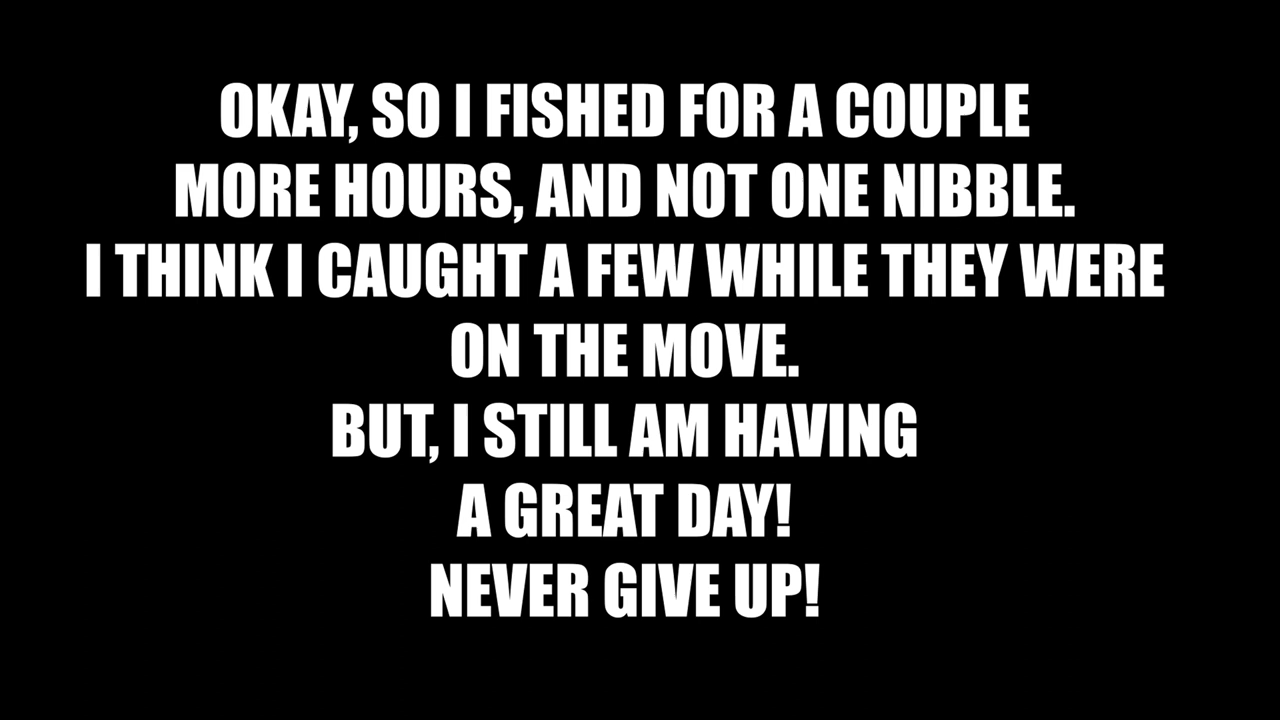 OKAY, SO I FISHED FOR A COUPLE
MORE HOURS, AND NOT ONE NIBBLE.
I THINK I CAUGHT A FEW WHILE THEY WERE
ON THE MOVE.
BUT, I STILL AM HAVING
A GREAT DAY!
NEVER GIVE UP!